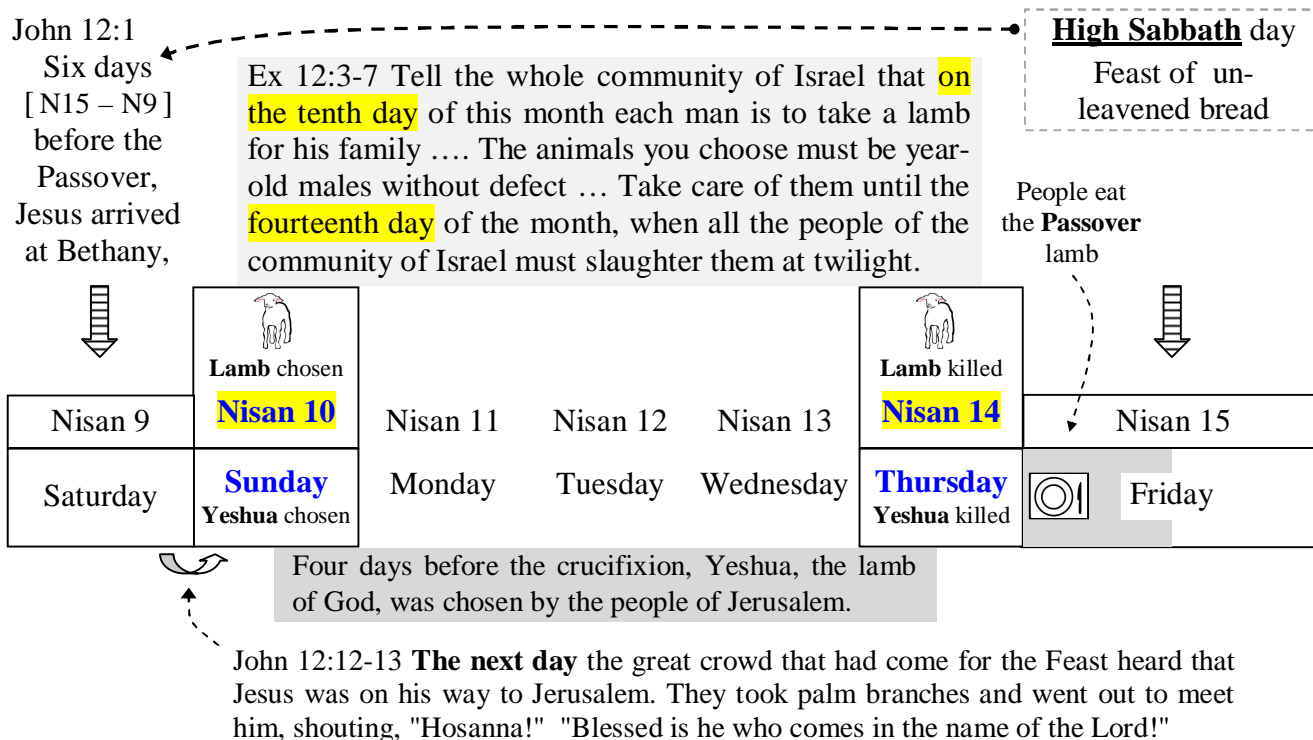 John 12:1
Six days
[ N15 – N9 ]
before the
Passover,
Jesus arrived
at Bethany,
Ex 12:3-7 Tell the whole community of Israel that on
the tenth day of this month each man is to take a lamb
for his family …. The animals you choose must be year-
old males without defect … Take care of them until the
fourteenth day of the month, when all the people of the
community of Israel must slaughter them at twilight.
High Sabbath day
Feast of un-
leavened bread
People eat
the Passover
lamb
Lamb chosen
Lamb killed
Nisan 9 Nisan 10 Nisan 11 Nisan 12 Nisan 13 Nisan 14 Nisan 15
Saturday Sunday Monday Tuesday Wednesday Thursday Friday
Yeshua chosen
Yeshua killed
Four days before the crucifixion, Yeshua, the lamb
of God, was chosen by the people of Jerusalem.
John 12:12-13 The next day the great crowd that had come for the Feast heard that
Jesus was on his way to Jerusalem. They took palm branches and went out to meet
him, shouting, "Hosanna!" "Blessed is he who comes in the name of the Lord!"